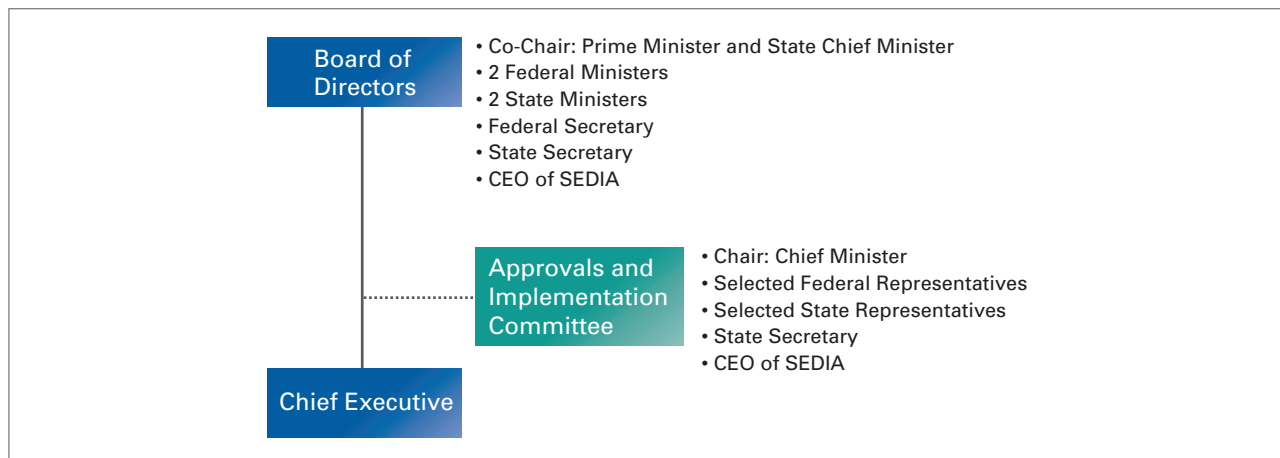 Board of
Directors
• Co-Chair: Prime Minister and State Chief Minister
• 2 Federal Ministers
• 2 State Ministers
• Federal Secretary
• State Secretary
• CEO of SEDIA
Approvals and
Implementation
Committee
• Chair: Chief Minister
• Selected Federal Representatives
• Selected State Representatives
• State Secretary
• CEO of SEDIA
Chief Executive